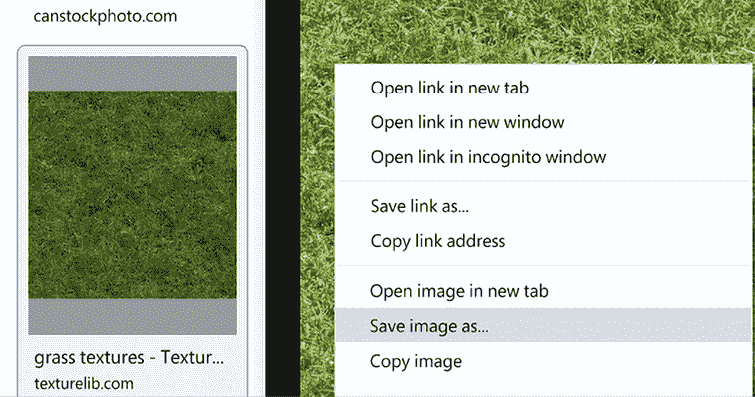 canstockphoto.com
grass textures - Textur...
texturelib.com
Open link in new tab
Open link in new window
Open link in incognito window
Save link as...
Copy link address
Open image in new tab
Save image as...
Copy image